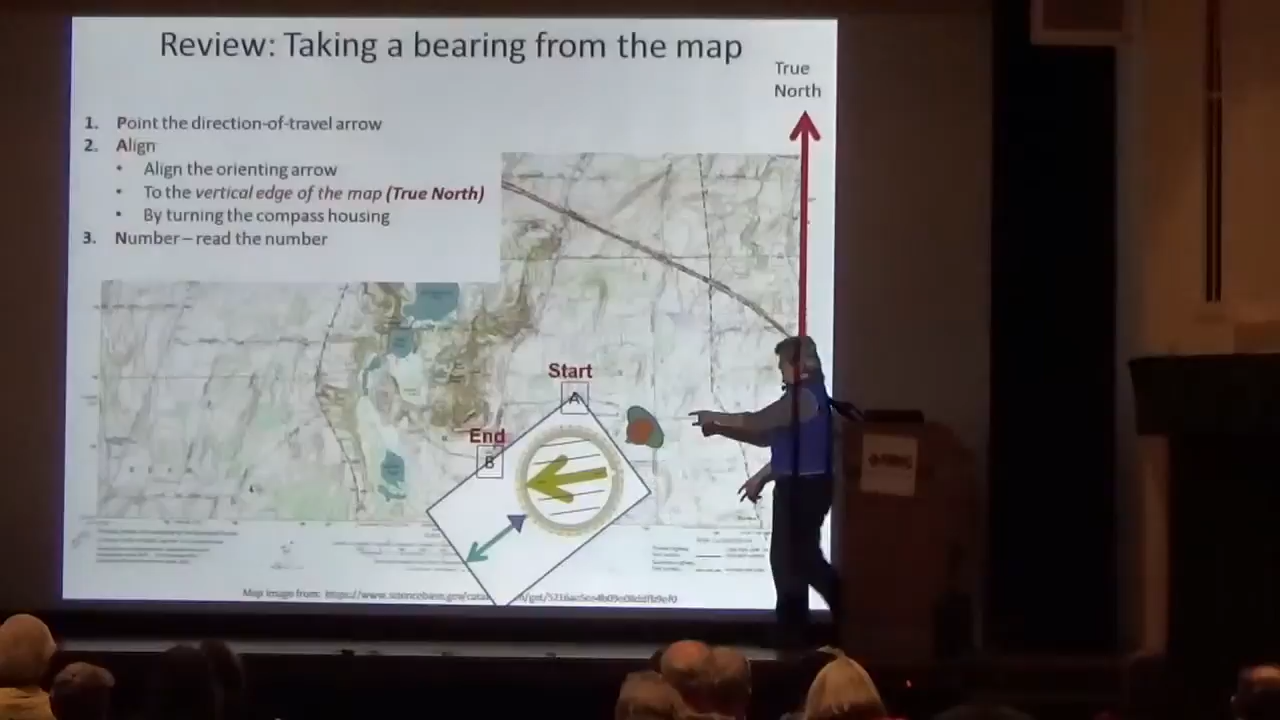 Review: Taking a bearing from the map
True
North
1. Point the direction-of-travel arrow
2. Align
• Align the orienting arrow
• To the vertical edge of the map (True North)
• By turning the compass housing
3. Number – read the number
Start
A
End
B
Map image from: